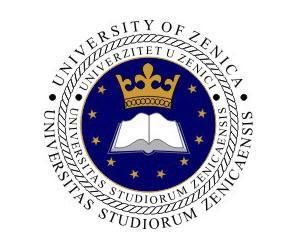 UNIVERSITY OF ZENICA
UNIVERSITAS STUDIORUM ZENICAENSIS
UNIVERZITET U ZENICI
UNIVERSITAS STUDIORUM ZENICAENSIS